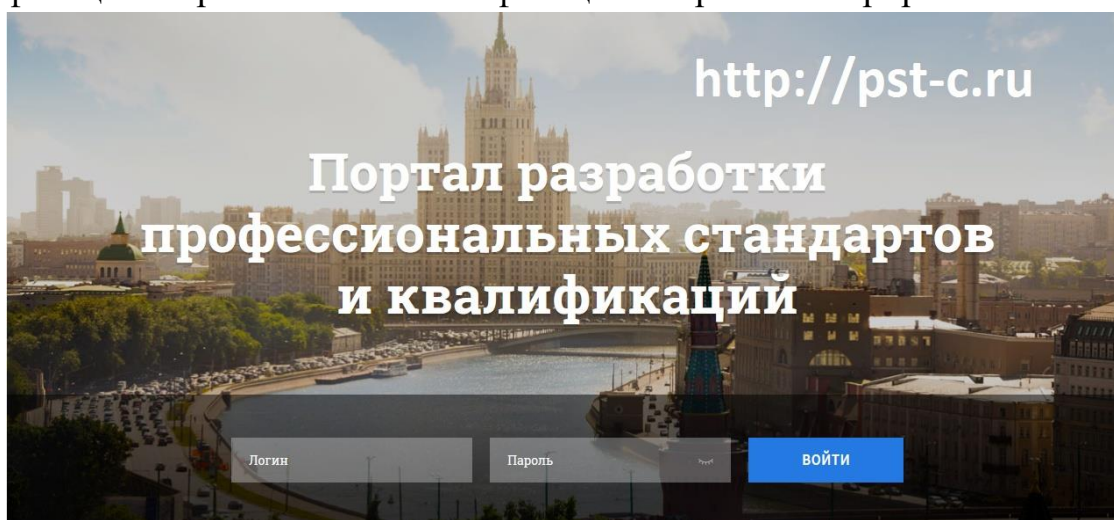 http://pst-c.ru
Портал разработки
профессиональных стандартов
и квалификаций
Логин
Пароль
ВОЙТИ